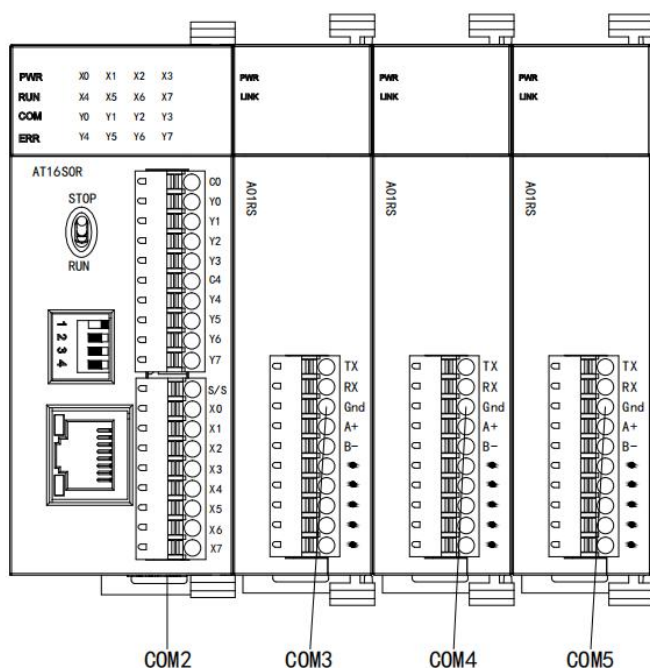 PWR X0 X1 X2 X3
RUN X4 X5 X6 X7
COM Y0 Y1 Y2 Y3
ERR Y4 Y5 Y6 Y7
AT16S0R
STOP
RUN
1
2
3
4
C0
Y0
Y1
Y2
Y3
C4
Y4
Y5
Y6
Y7
S/S
X0
X1
X2
X3
X4
X5
X6
X7
PWR
LINK
A01RS
TX
RX
Gnd
A+
B-
PWR
LINK
A01RS
TX
RX
Gnd
A+
B-
PWR
LINK
A01RS
TX
RX
Gnd
A+
B-
COM2 COM3 COM4 COM5